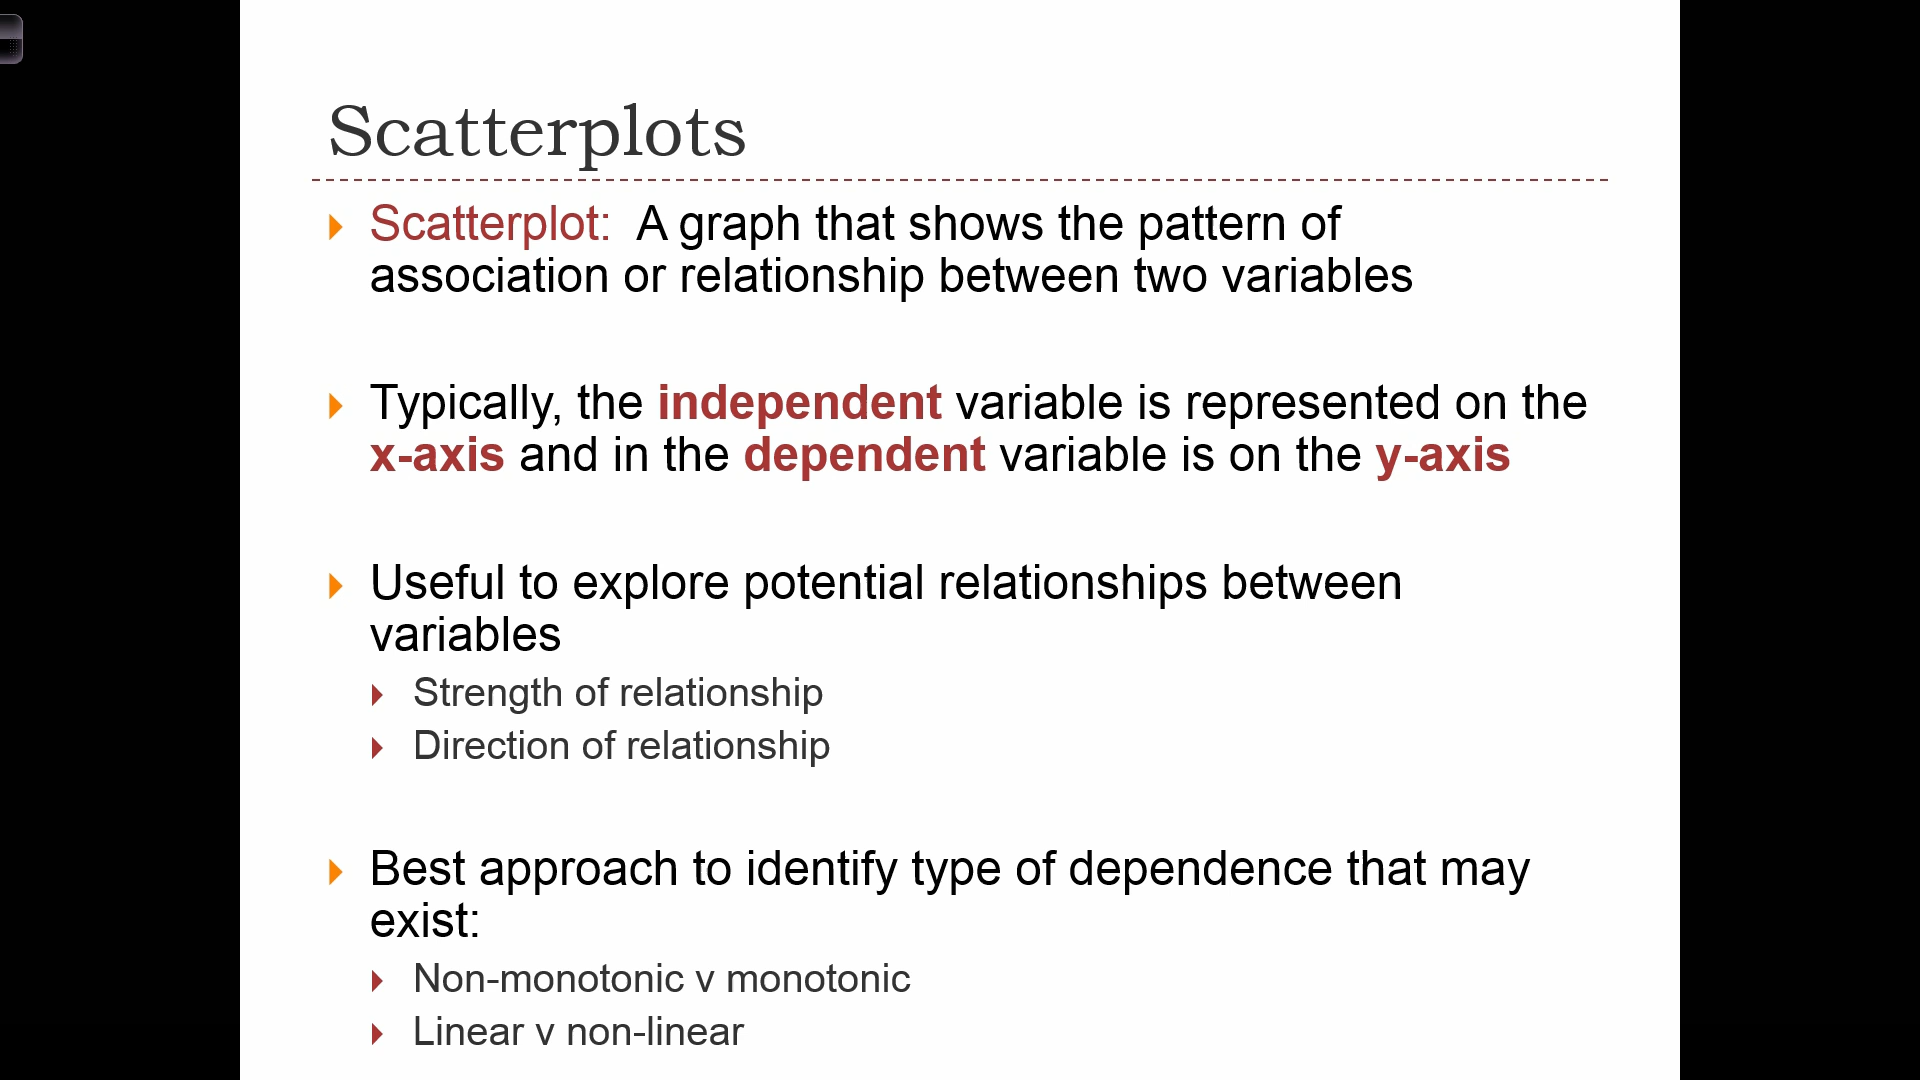 Scatterplots
Scatterplot: A graph that shows the pattern of
association or relationship between two variables
Typically, the independent variable is represented on the
x-axis and in the dependent variable is on the y-axis
Useful to explore potential relationships between
variables
Strength of relationship
Direction of relationship
Best approach to identify type of dependence that may
exist:
Non-monotonic v monotonic
Linear v non-linear